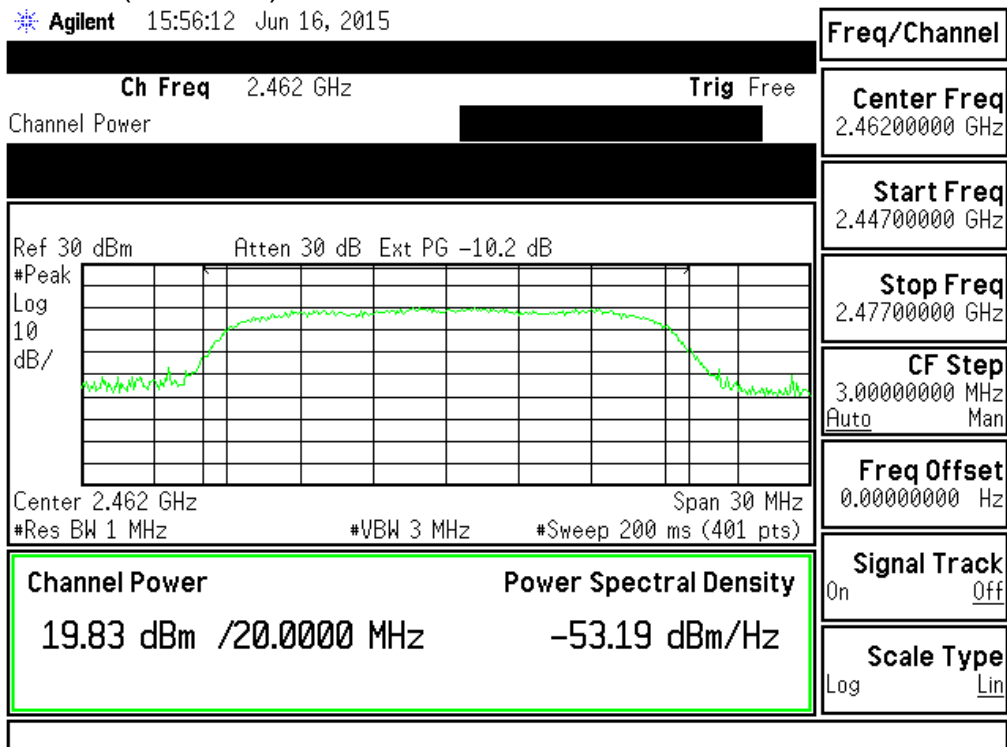 Agilent 15:56:12 Jun 16, 2015
Ch Freq 2.462 GHz Trig Free
Channel Power
Ref 30 dBm Atten 30 dB Ext PG -10.2 dB
#Peak
Log
10
dB/
Center 2.462 GHz Span 30 MHz
#Res BW 1 MHz #VBW 3 MHz #Sweep 200 ms (401 pts)
Channel Power Power Spectral Density
19.83 dBm /20.0000 MHz -53.19 dBm/Hz
Freq/Channel
Center Freq
2.46200000 GHz
Start Freq
2.44700000 GHz
Stop Freq
2.47700000 GHz
CF Step
3.00000000 MHz
Auto Man
Freq Offset
0.00000000 Hz
Signal Track
On Off
Scale Type
Log Lin